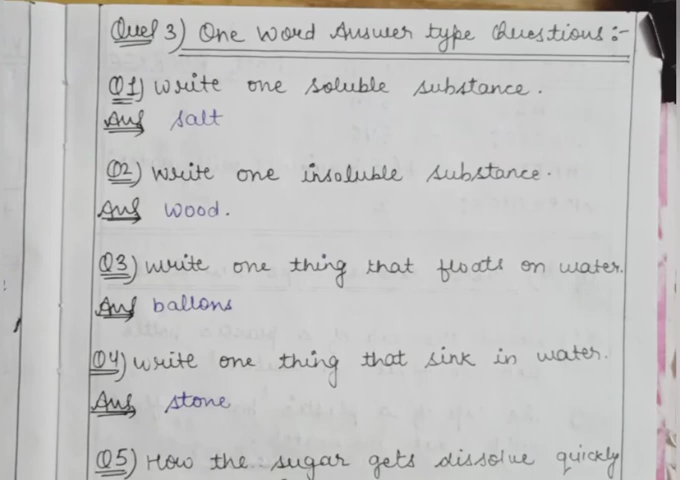 Ques 3) One Word Answer type Questions:-
Q1) Write one soluble substance.
Ans salt
Q2) Write one insoluble substance.
Ans wood.
Q3) Write one thing that floats on water.
Ans ballons
Q4) Write one thing that sink in water.
Ans stone
Q5) How the sugar gets dissolve quickly